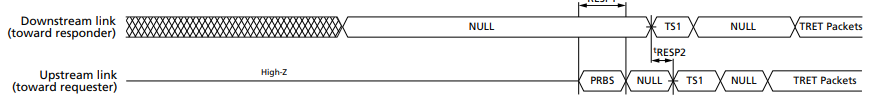 Downstream link
(toward responder)
NULL
TS1
NULL
TRET Packets
tRESP2
Upstream link
(toward requester)
High-Z
PRBS
NULL
TS1
NULL
TRET Packets